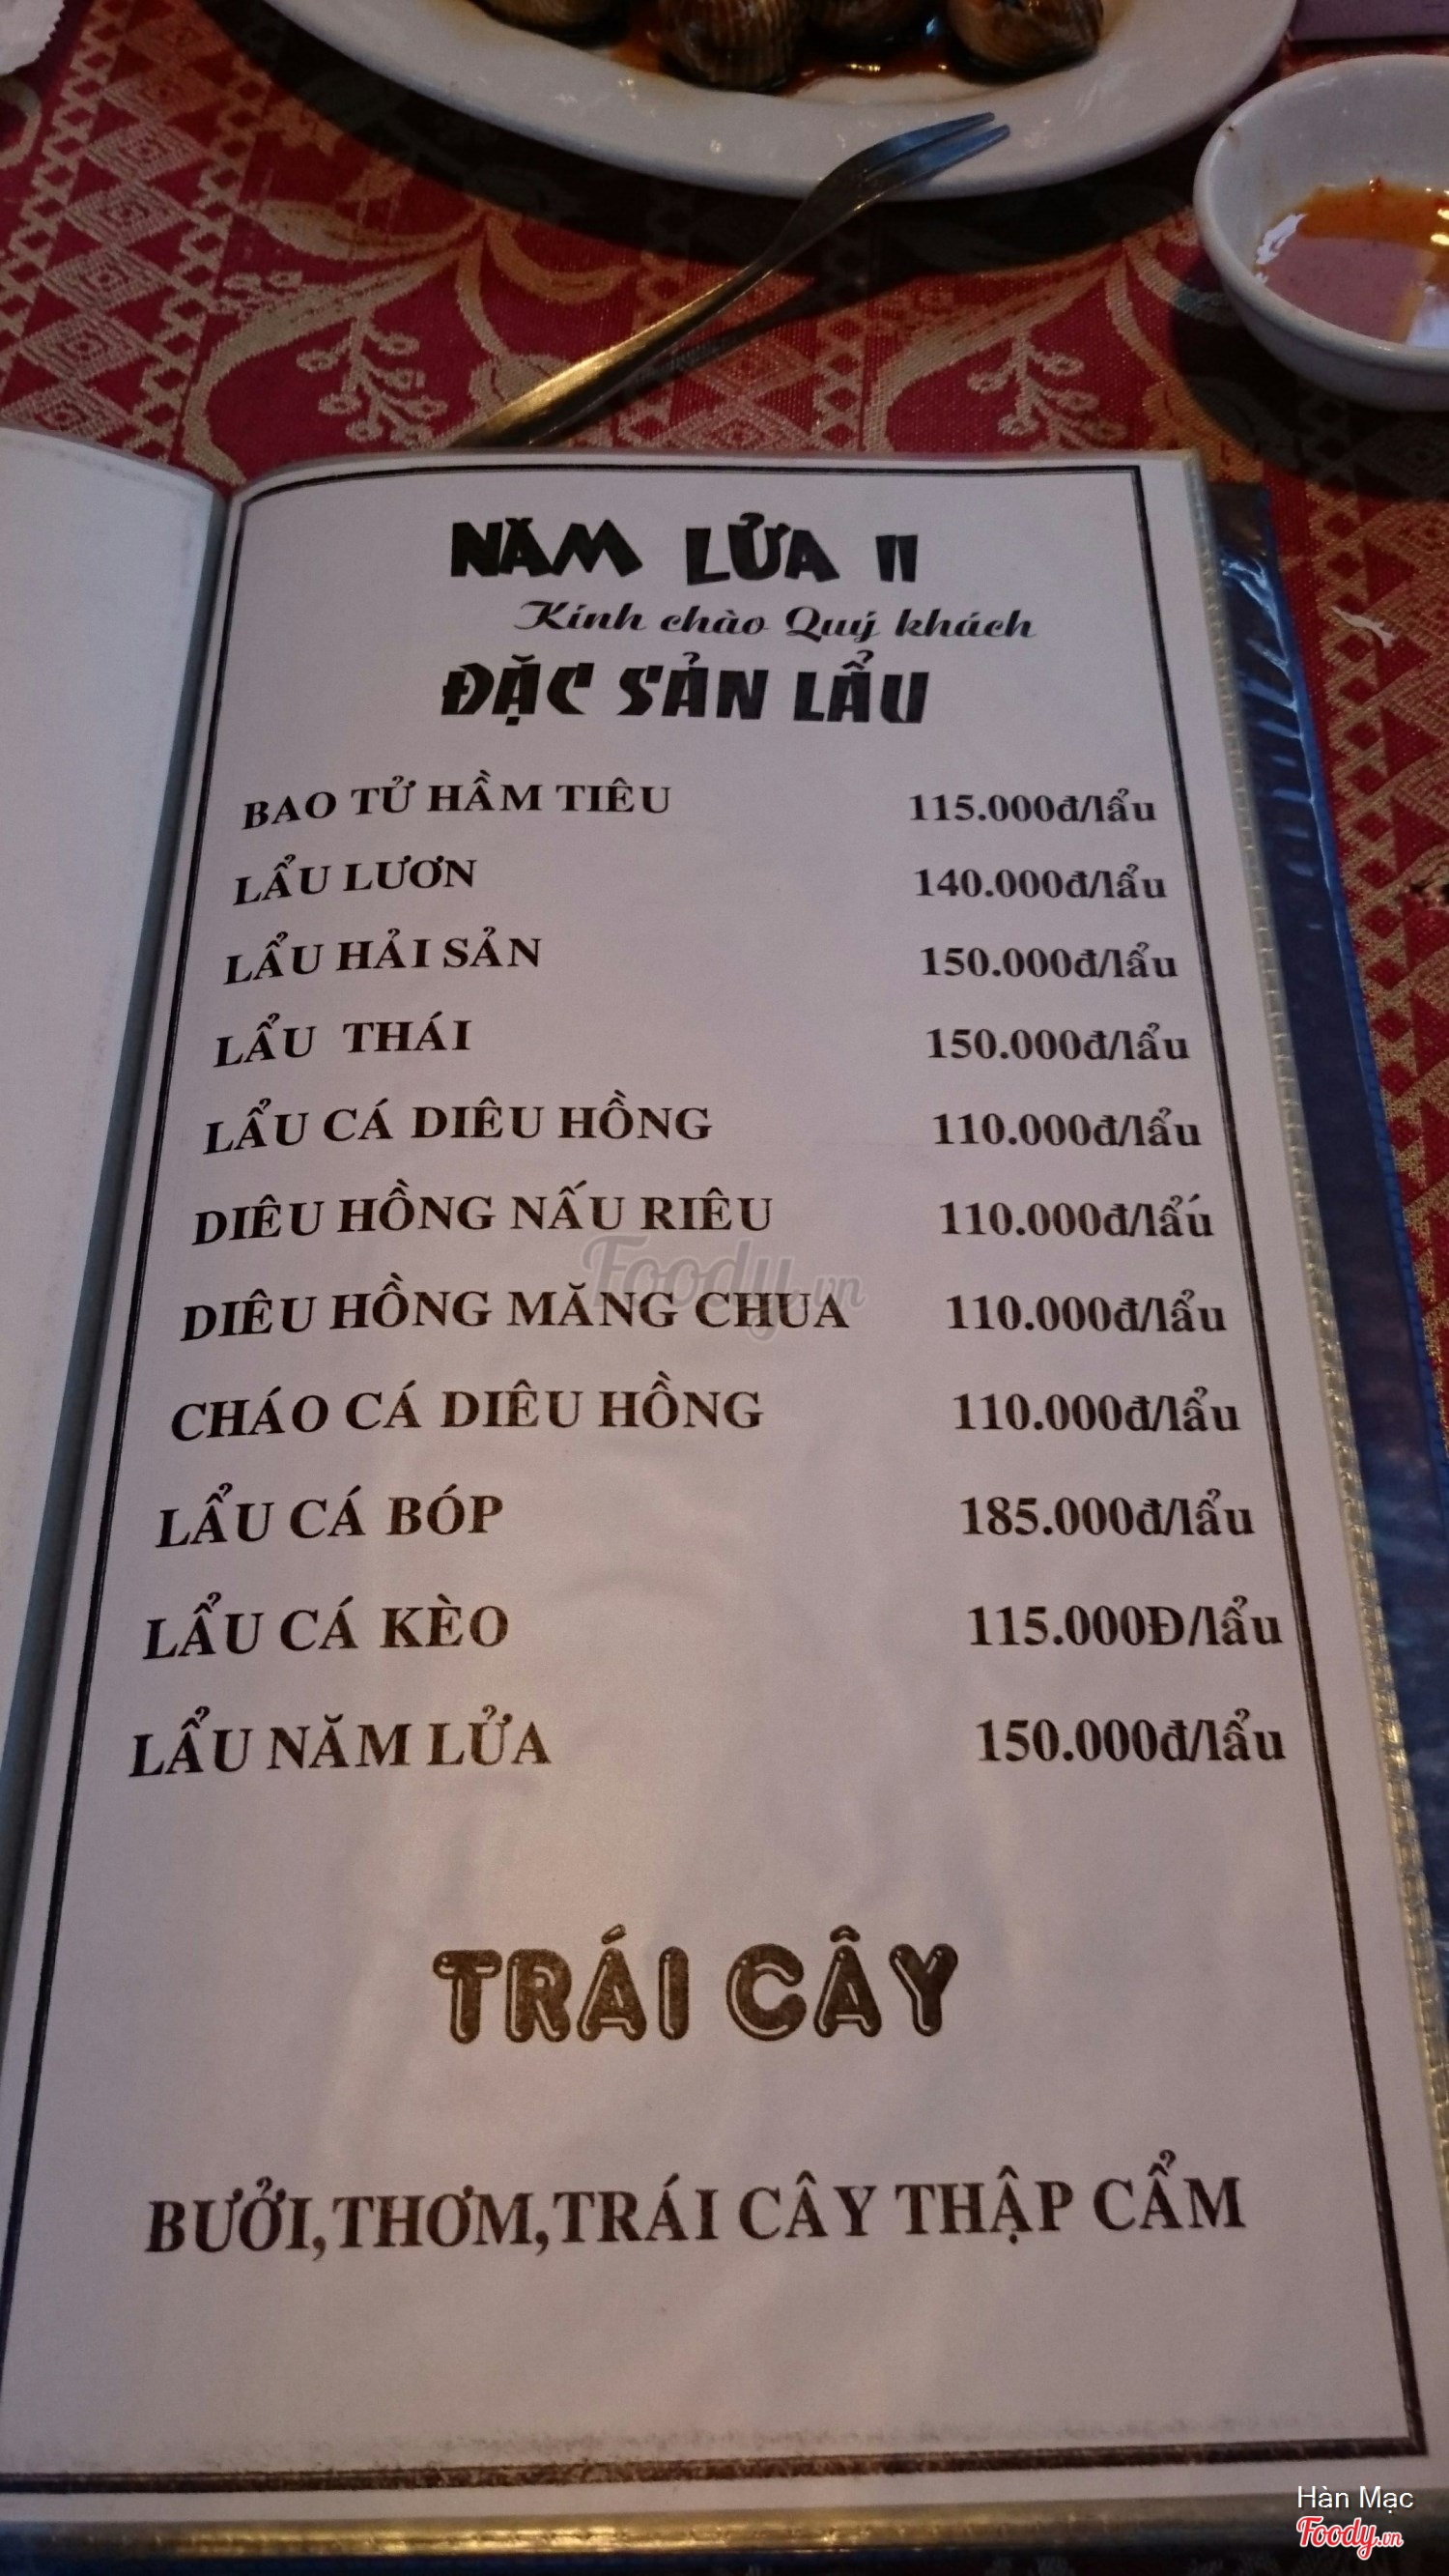 NĂM LỬA II
Kính chào Quý khách
ĐẶC SẢN LẨU
BAO TỬ HẦM TIÊU 115.000đ/lẩu
LẨU LƯƠN 140.000đ/lẩu
LẨU HẢI SẢN 150.000đ/lẩu
LẨU THÁI 150.000đ/lẩu
LẨU CÁ DIÊU HỒNG 110.000đ/lẩu
DIÊU HỒNG NẤU RIÊU 110.000đ/lẩú
DIÊU HỒNG MĂNG CHUA 110.000đ/lẩu
CHÁO CÁ DIÊU HỒNG 110.000đ/lẩu
LẨU CÁ BÓP 185.000đ/lẩu
LẨU CÁ KÈO 115.000Đ/lẩu
LẨU NĂM LỬA 150.000đ/lẩu
TRÁI CÂY
BƯỞI,THƠM,TRÁI CÂY THẬP CẨM
Foody.vn
Hàn Mạc
Foody.vn